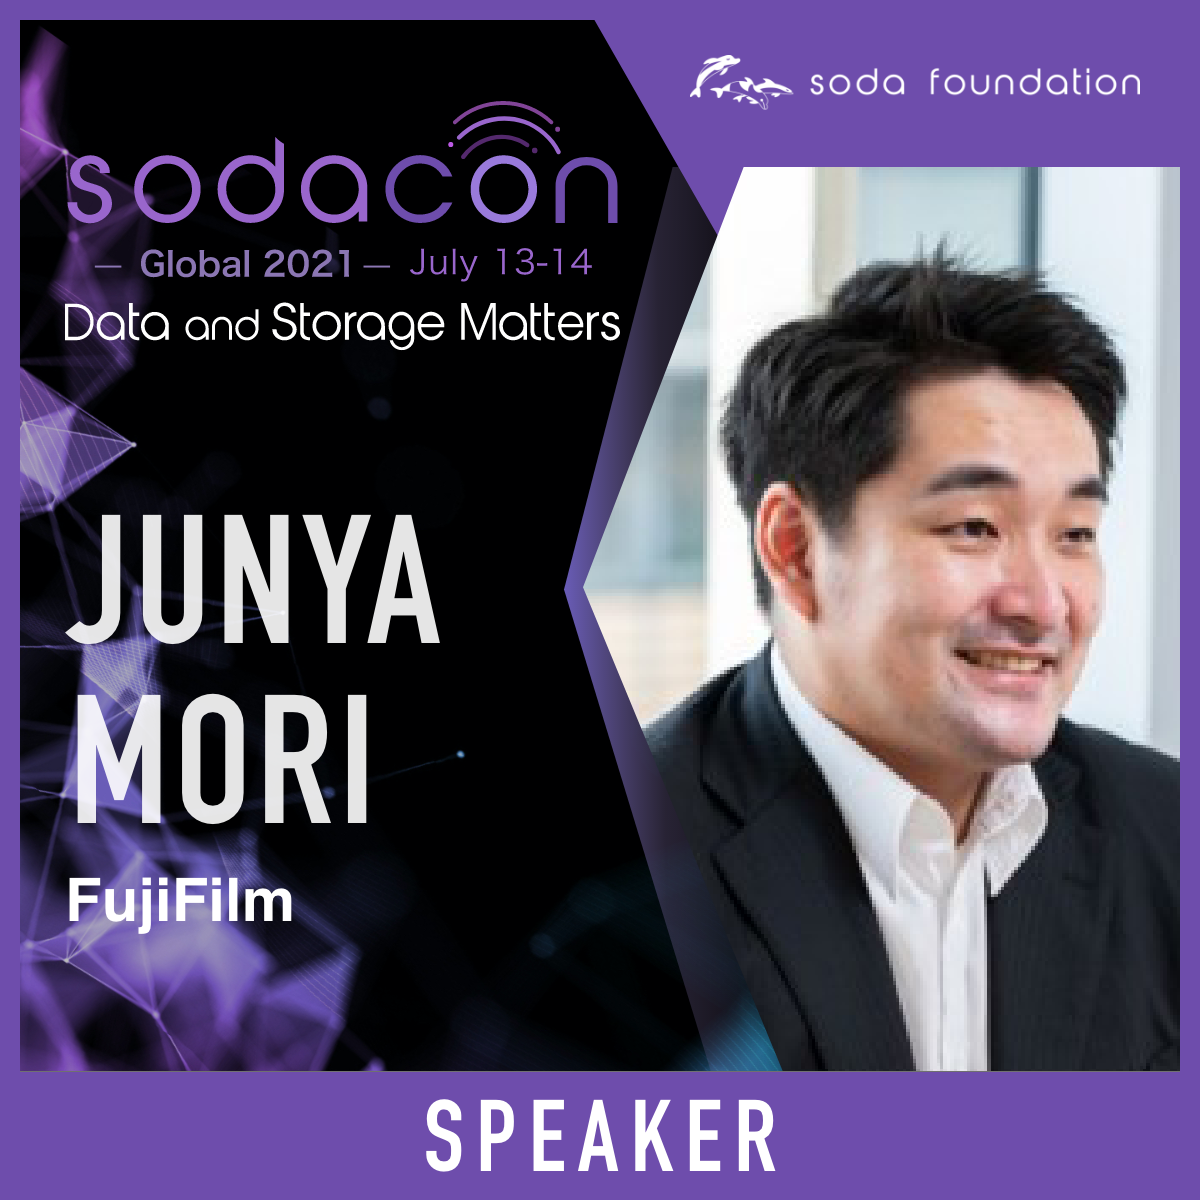 soda foundation
sodacon
— Global 2021 — July 13-14
Data and Storage Matters
JUNYA
MORI
FujiFilm
SPEAKER